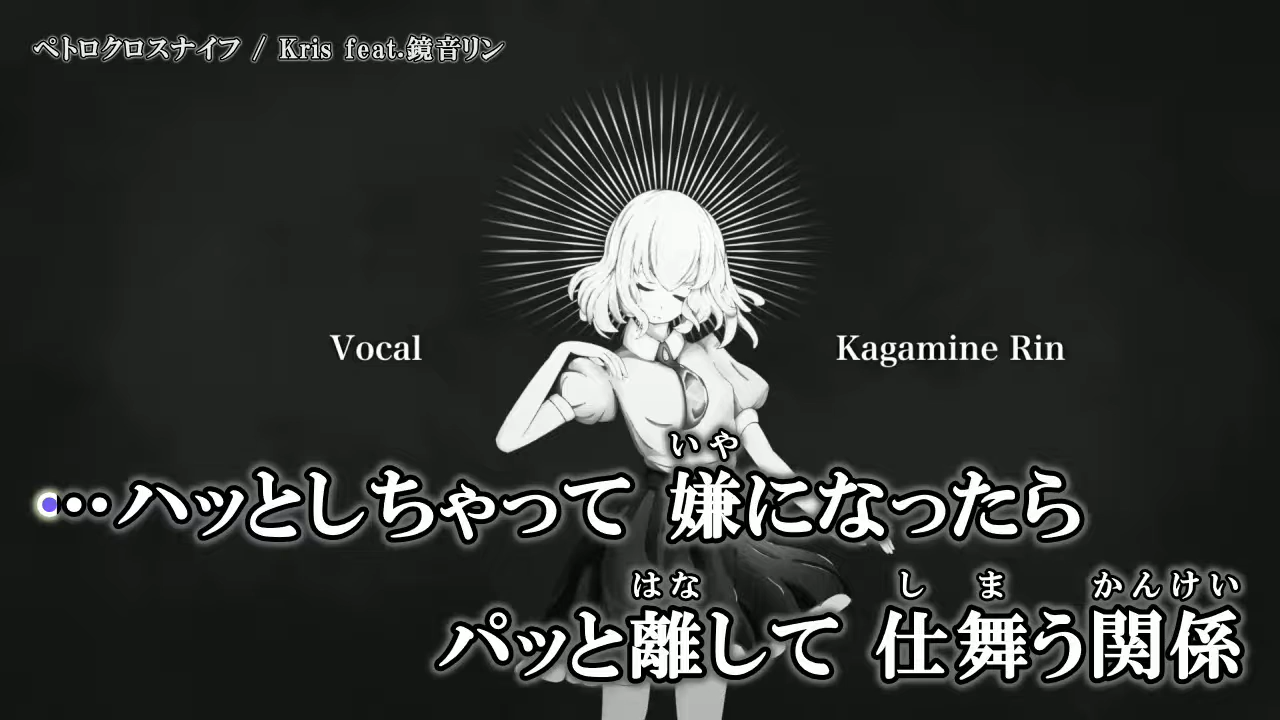 ペトロクロスナイフ / Kris feat.鏡音リン
Vocal
Kagamine Rin
いや
…ハッとしちゃって 嫌になったら
はな しま かんけい
パッと離して 仕舞う関係